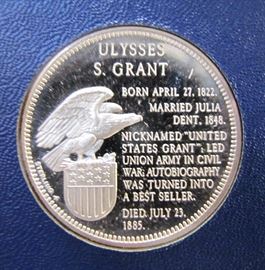 ULYSSES
S. GRANT
BORN APRIL 27, 1822.
MARRIED JULIA
DENT, 1848.
NICKNAMED "UNITED
STATES GRANT"; LED
UNION ARMY IN CIVIL
WAR; AUTOBIOGRAPHY
WAS TURNED INTO
A BEST SELLER.
DIED JULY 23,
1885.